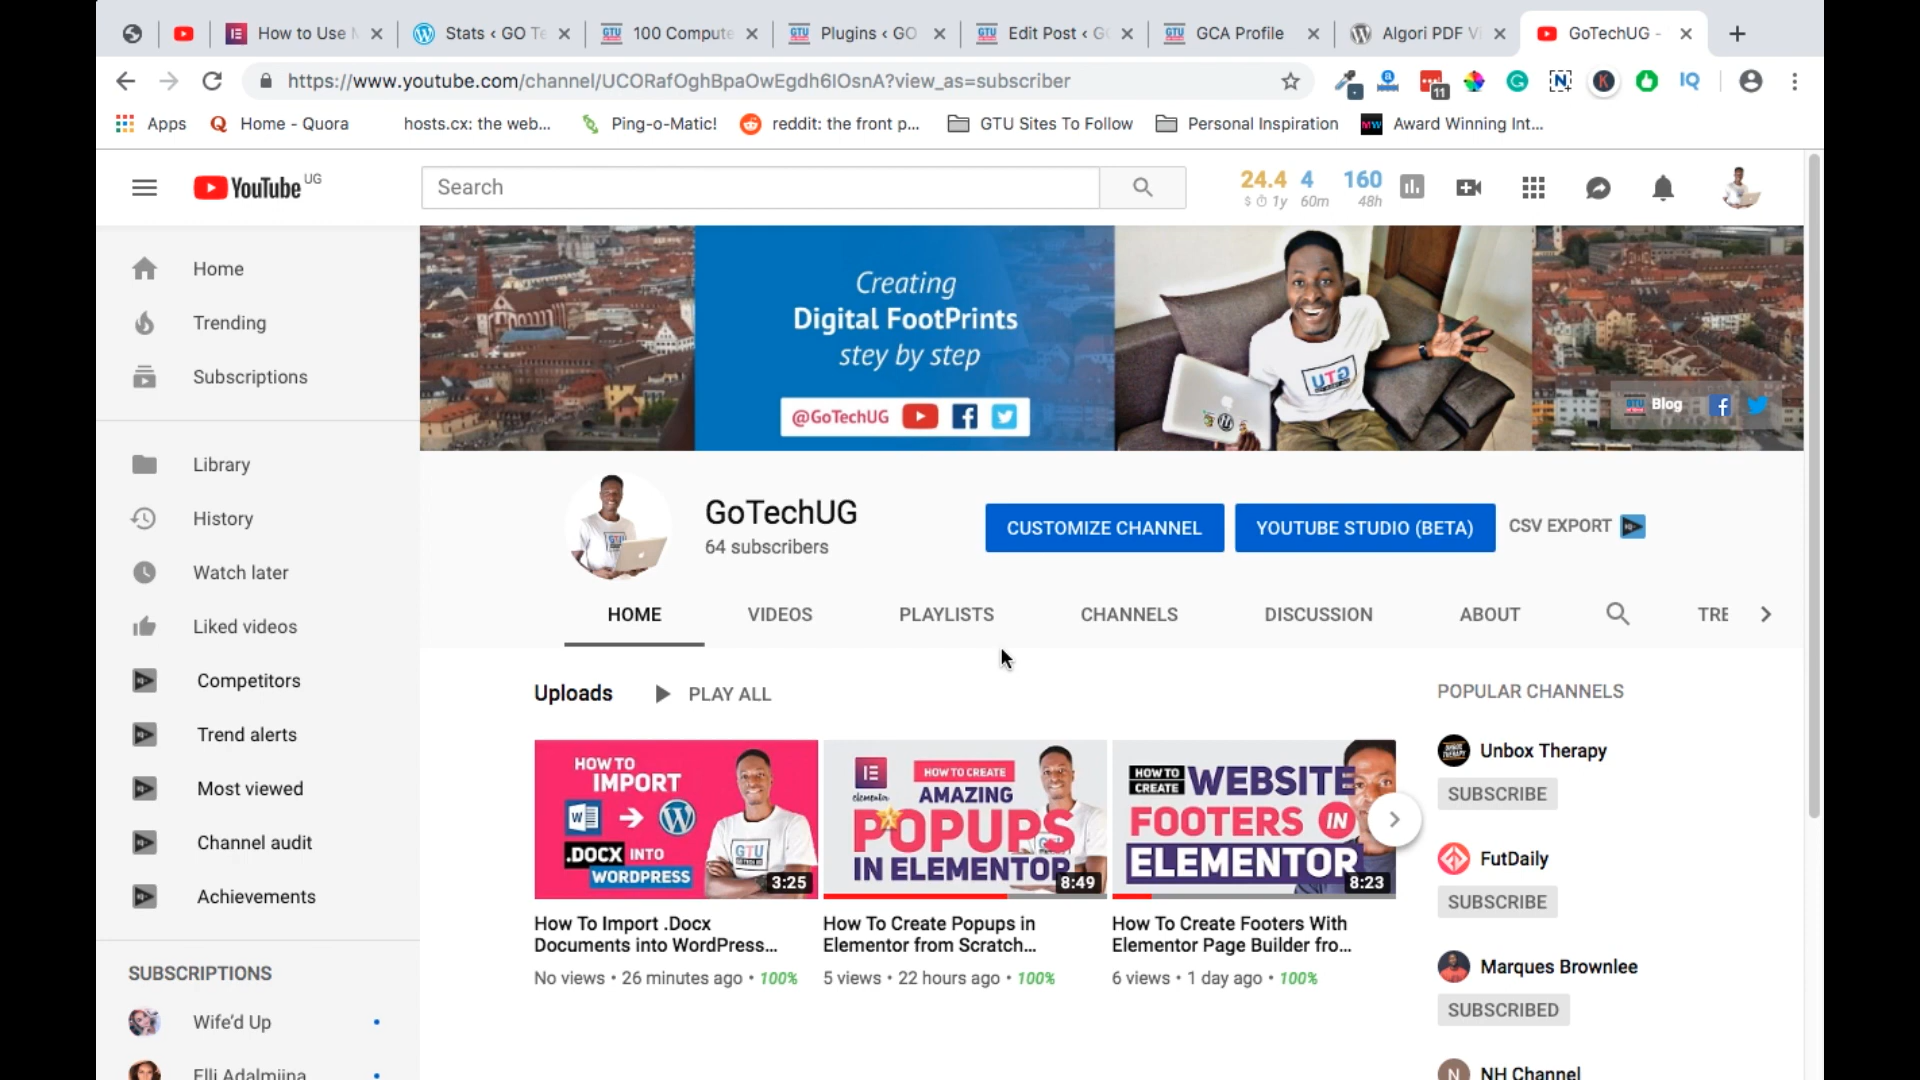 How to Use
Stats ‹ GO Te
100 Compute
Plugins ‹ GO
Edit Post ‹ G
GCA Profile
Algori PDF Vi
GoTechUG -
https://www.youtube.com/channel/UCORafOghBpaOwEgdh6IOsnA?view_as=subscriber
11
IQ
Apps
Home - Quora
hosts.cx: the web...
Ping-o-Matic!
reddit: the front p...
GTU Sites To Follow
Personal Inspiration
Award Winning Int...
YouTube UG
Search
24.4 4 160
$ 1y 60m 48h
Home
Trending
Subscriptions
Library
History
Watch later
Liked videos
Competitors
Trend alerts
Most viewed
Channel audit
Achievements
SUBSCRIPTIONS
Wife'd Up
Elli Adalmiina
Creating
Digital FootPrints
stey by step
@GoTechUG
GTU Blog
GoTechUG
64 subscribers
CUSTOMIZE CHANNEL
YOUTUBE STUDIO (BETA)
CSV EXPORT
HOME
VIDEOS
PLAYLISTS
CHANNELS
DISCUSSION
ABOUT
TRE
Uploads
PLAY ALL
HOW TO
IMPORT
W
.DOCX INTO
WORDPRESS
GTU
3:25
elementor
HOW TO CREATE
AMAZING
POPUPS
IN ELEMENTOR
8:49
HOW TO
CREATE
WEBSITE
FOOTERS IN
ELEMENTOR
8:23
How To Import .Docx
Documents into WordPress...
No views • 26 minutes ago • 100%
How To Create Popups in
Elementor from Scratch...
5 views • 22 hours ago • 100%
How To Create Footers With
Elementor Page Builder fro...
6 views • 1 day ago • 100%
POPULAR CHANNELS
Unbox Therapy
SUBSCRIBE
FutDaily
SUBSCRIBE
Marques Brownlee
SUBSCRIBED
N
NH Channel